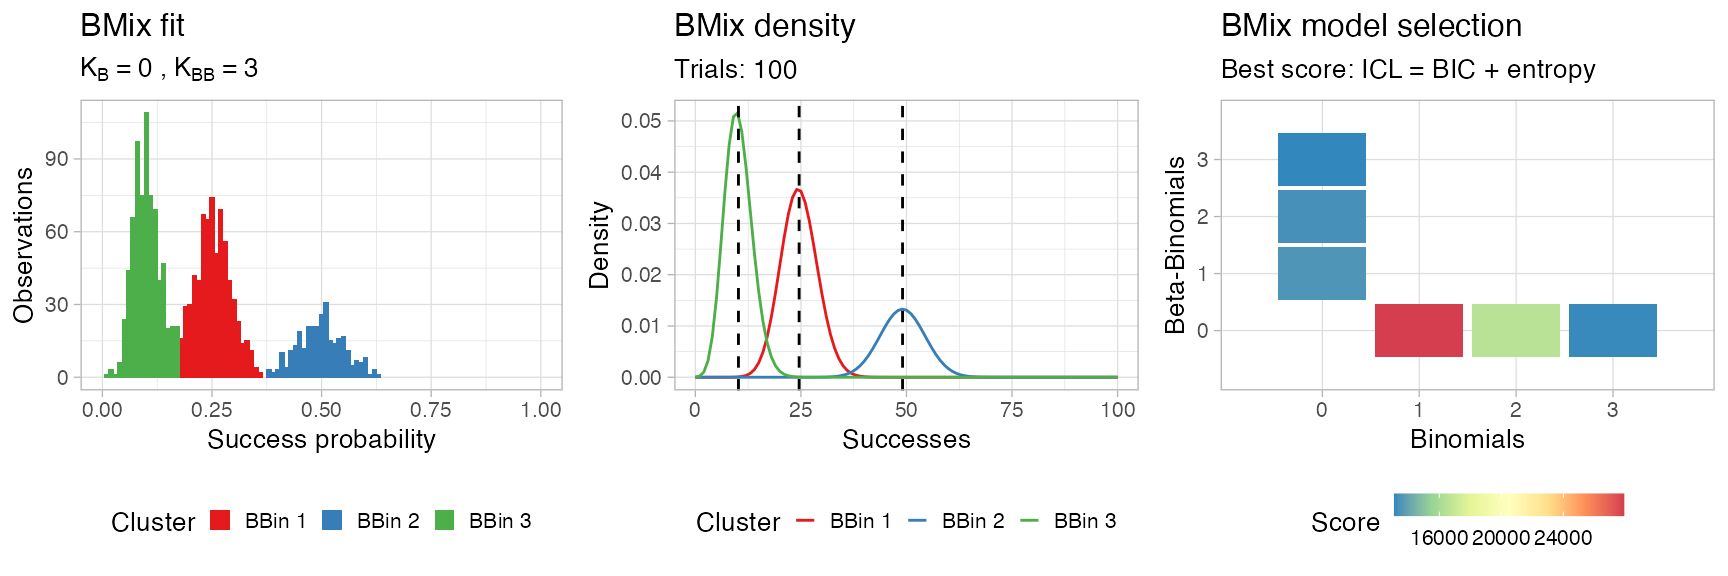 BMix fit
K_B = 0 , K_BB = 3
Observations
90
60
30
0
0.00 0.25 0.50 0.75 1.00
Success probability
Cluster BBin 1 BBin 2 BBin 3
BMix density
Trials: 100
Density
0.05
0.04
0.03
0.02
0.01
0.00
0 25 50 75 100
Successes
Cluster BBin 1 BBin 2 BBin 3
BMix model selection
Best score: ICL = BIC + entropy
Beta-Binomials
3
2
1
0
0 1 2 3
Binomials
Score
16000 20000 24000